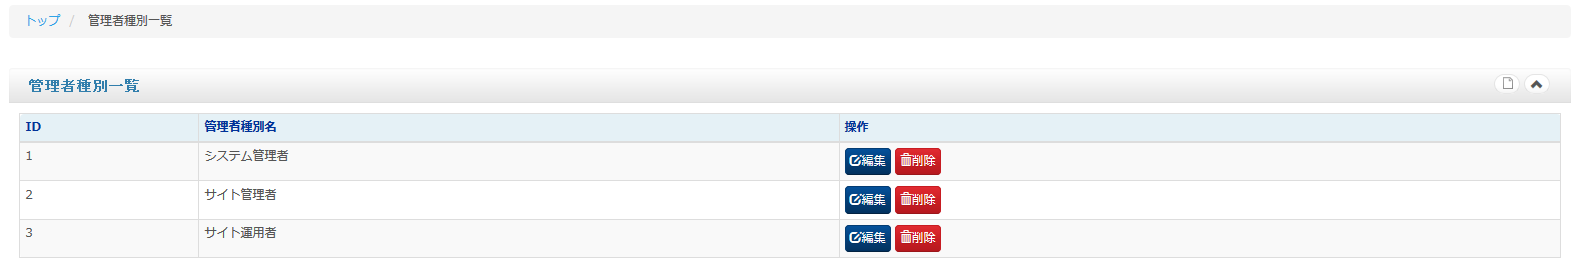 トップ / 管理者種別一覧
管理者種別一覧
ID 管理者種別名 操作
1 システム管理者 編集 削除
2 サイト管理者 編集 削除
3 サイト運用者 編集 削除